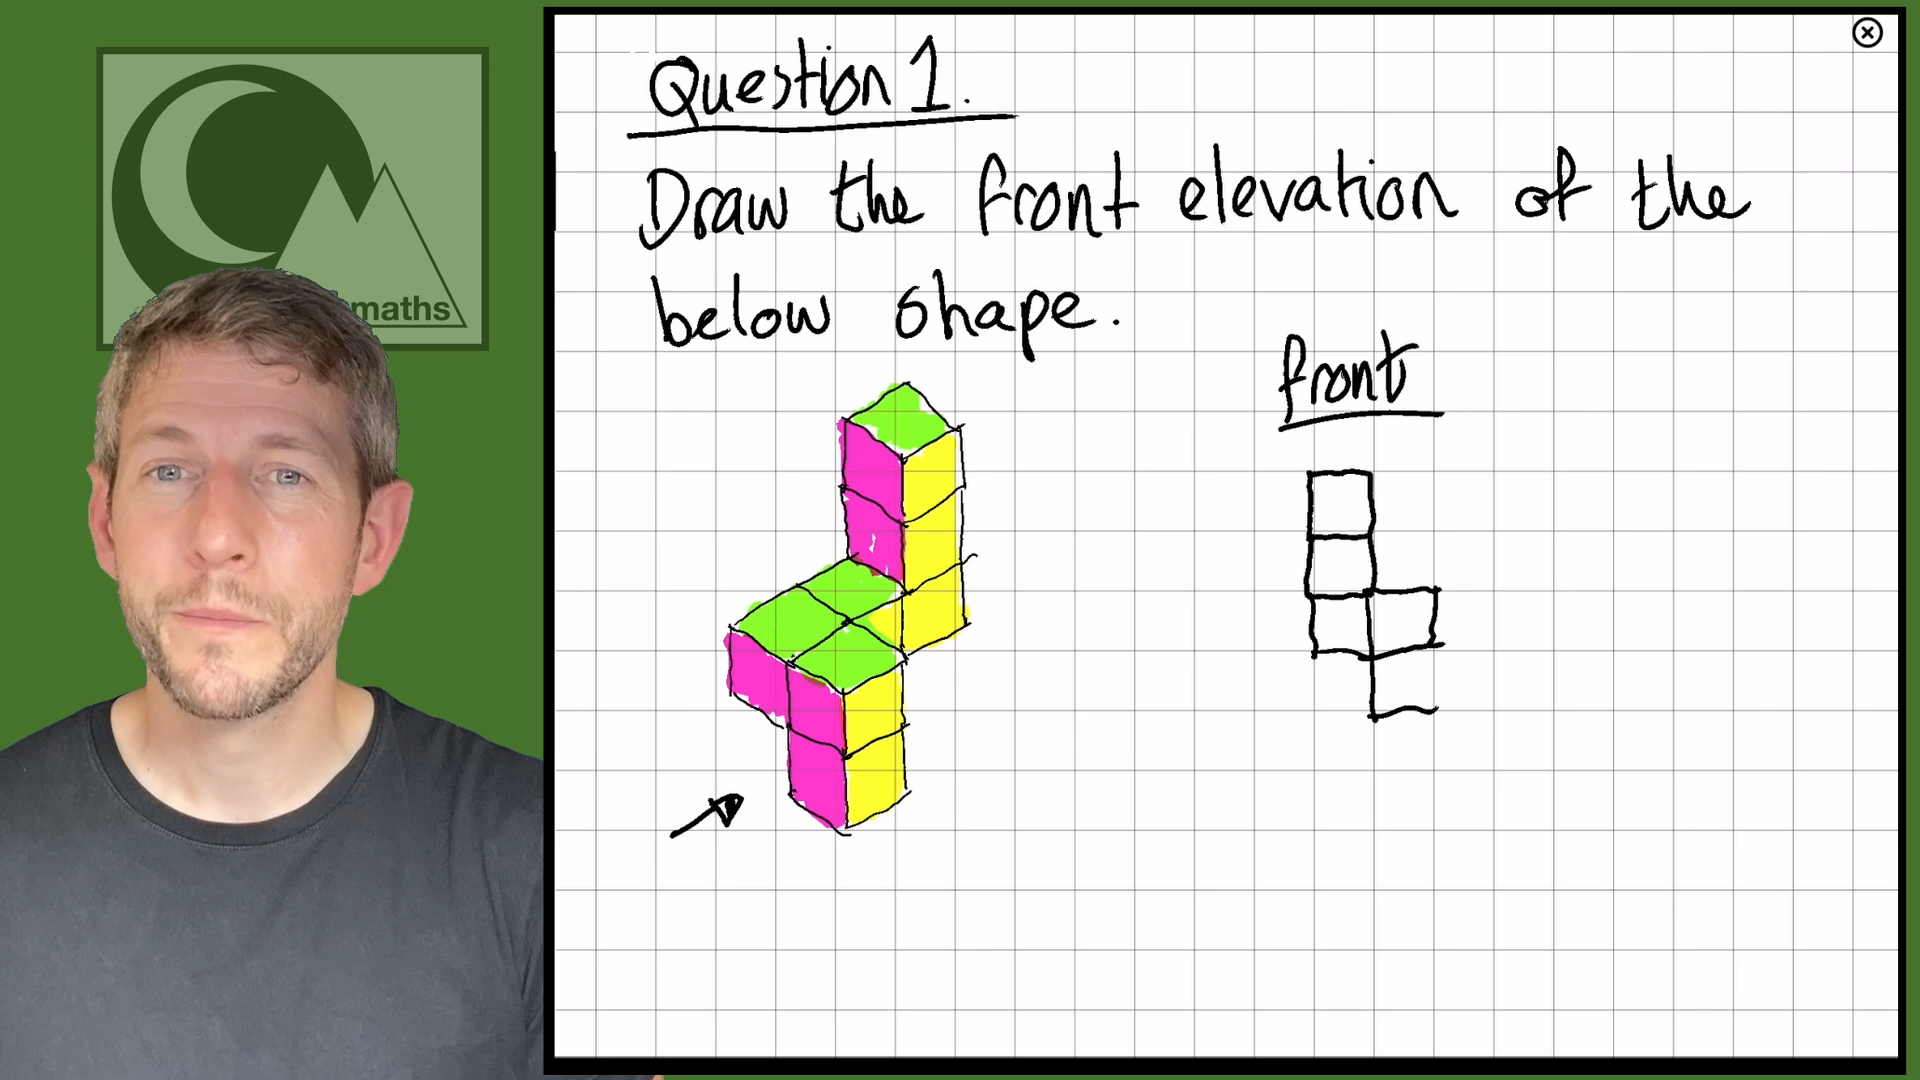 maths
Question 1.
Draw the front elevation of the
below shape.
front